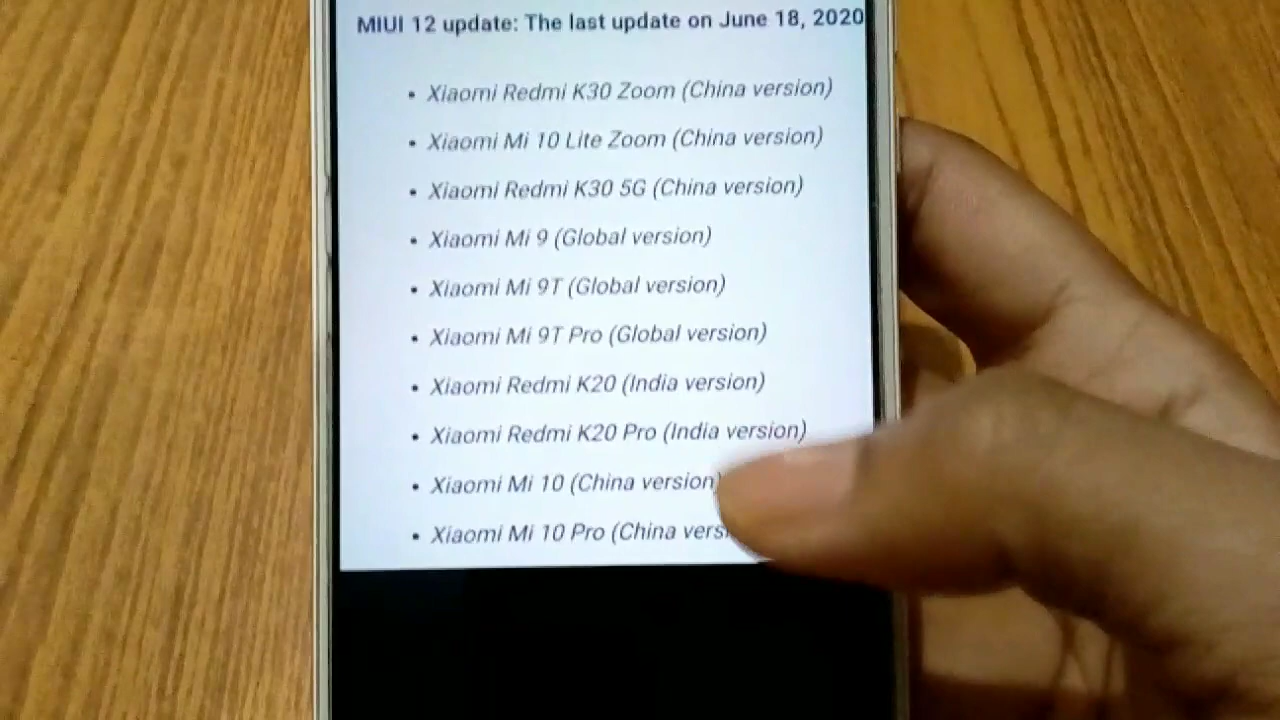 MIUI 12 update: The last update on June 18, 2020
• Xiaomi Redmi K30 Zoom (China version)
• Xiaomi Mi 10 Lite Zoom (China version)
• Xiaomi Redmi K30 5G (China version)
• Xiaomi Mi 9 (Global version)
• Xiaomi Mi 9T (Global version)
• Xiaomi Mi 9T Pro (Global version)
• Xiaomi Redmi K20 (India version)
• Xiaomi Redmi K20 Pro (India version)
• Xiaomi Mi 10 (China version)
• Xiaomi Mi 10 Pro (China vers